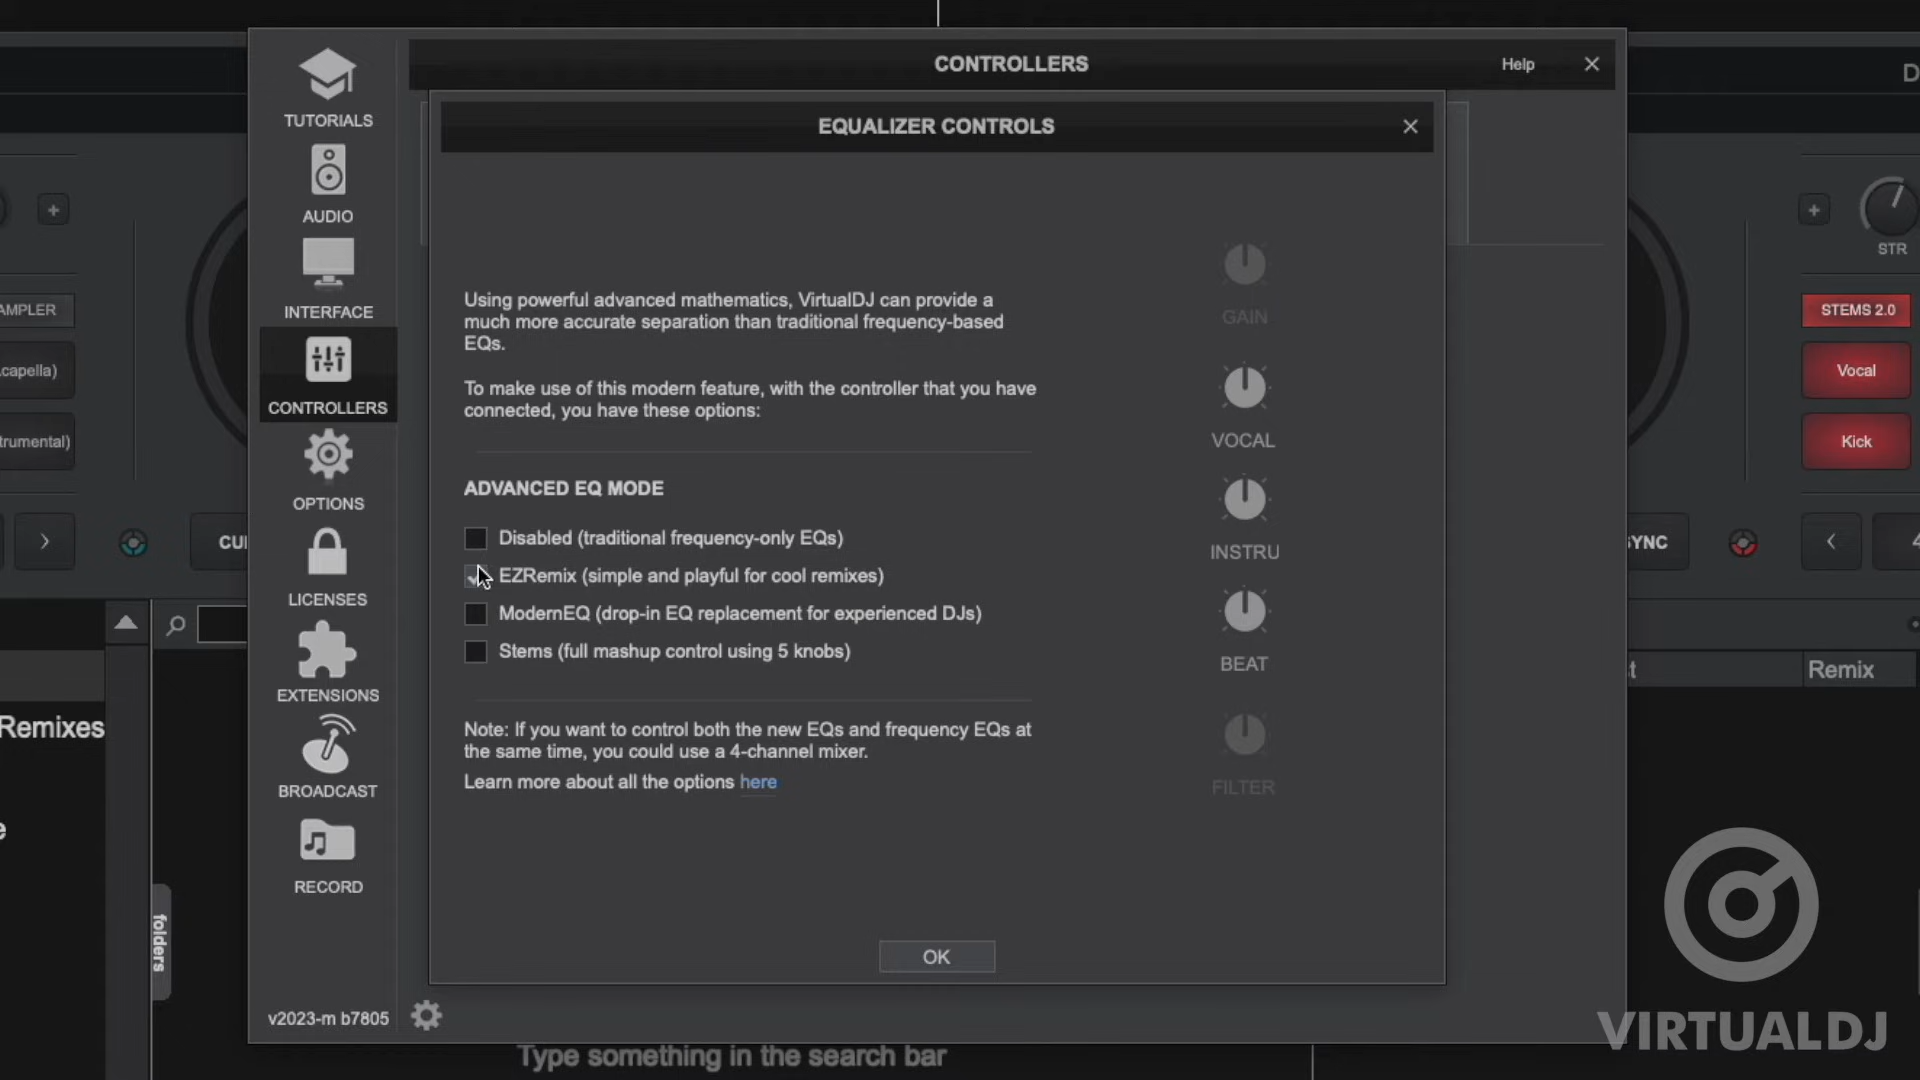 CONTROLLERS
Help
EQUALIZER CONTROLS
TUTORIALS
AUDIO
INTERFACE
CONTROLLERS
OPTIONS
LICENSES
EXTENSIONS
BROADCAST
RECORD
v2023-m b7805
Using powerful advanced mathematics, VirtualDJ can provide a
much more accurate separation than traditional frequency-based
EQs.
To make use of this modern feature, with the controller that you have
connected, you have these options:
ADVANCED EQ MODE
Disabled (traditional frequency-only EQs)
EZRemix (simple and playful for cool remixes)
ModernEQ (drop-in EQ replacement for experienced DJs)
Stems (full mashup control using 5 knobs)
Note: If you want to control both the new EQs and frequency EQs at
the same time, you could use a 4-channel mixer.
Learn more about all the options here
GAIN
VOCAL
INSTRU
BEAT
FILTER
OK
AMPLER
capella)
trumental)
CU
Remixes
e
folders
Type something in the search bar
D
STR
STEMS 2.0
Vocal
Kick
YNC
4
t
Remix
VIRTUALDJ